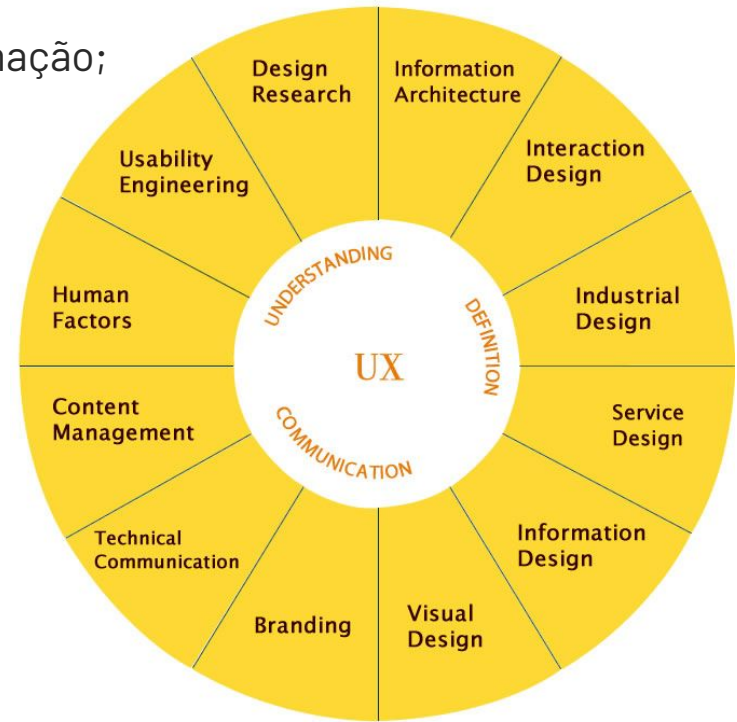 Design
Research
Information
Architecture
Interaction
Design
Industrial
Design
Service
Design
Information
Design
Visual
Design
Branding
Technical
Communication
Content
Management
Human
Factors
Usability
Engineering
UNDERSTANDING
DEFINITION
COMMUNICATION
UX